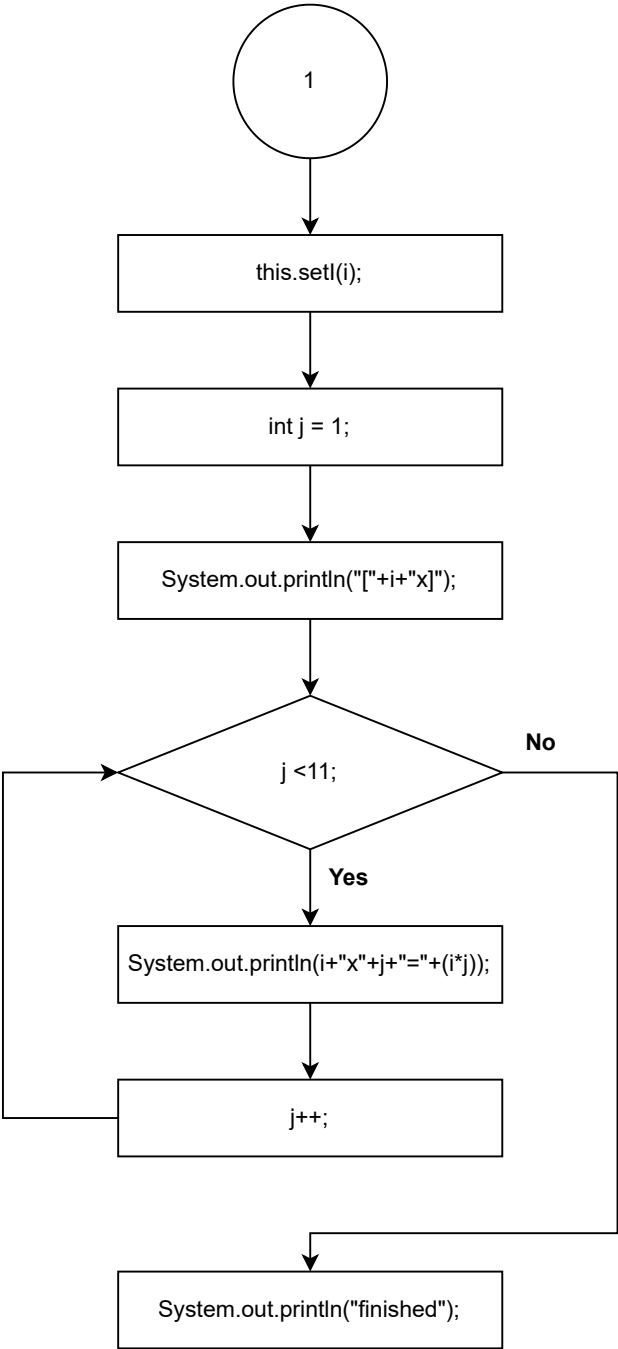 1
this.setI(i);
int j = 1;
System.out.println("["+i+"x]");
j <11;
No
Yes
System.out.println(i+"x"+j+"="+(i*j));
j++;
System.out.println("finished");